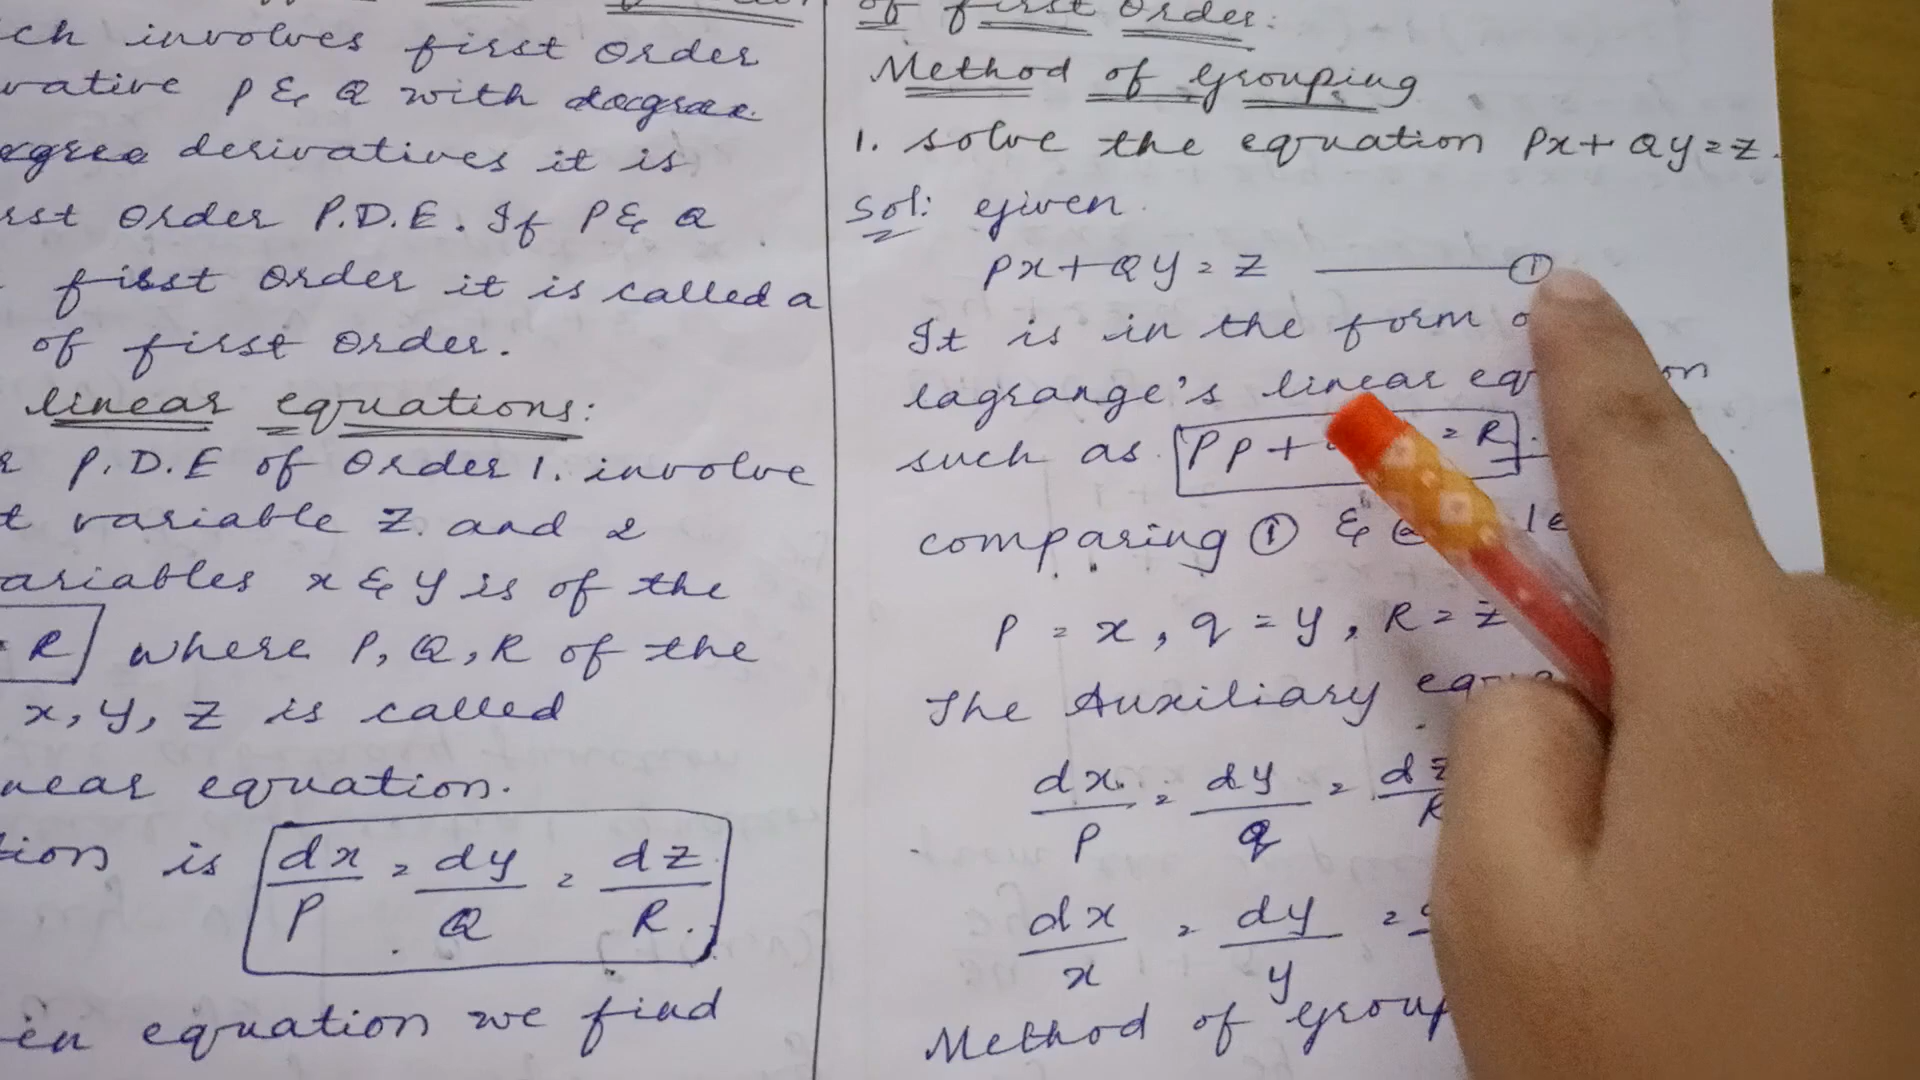 ch involves first order
vative P & Q with degree.
egree derivatives it is
rst order P.D.E. If P & Q
first order it is called a
of first order.
linear equations:
P.D.E of order 1. involve
t variable Z. and 2
ariables x & y is of the
= R where P, Q, R of the
x, y, z is called
near equation.
tion is dx/P = dy/Q = dz/R.
en equation we find
of first order:
Method of Grouping
1. solve the equation Px + Qy = z.
Sol: Given
Px + Qy = z ——— ①
It is in the form
lagrange's linear
such as Pp + = R.
comparing ① &
P = x, q = y, R = z
The Auxiliary
dx/P = dy/q = dz/R
dx/x = dy/y =
Method of group